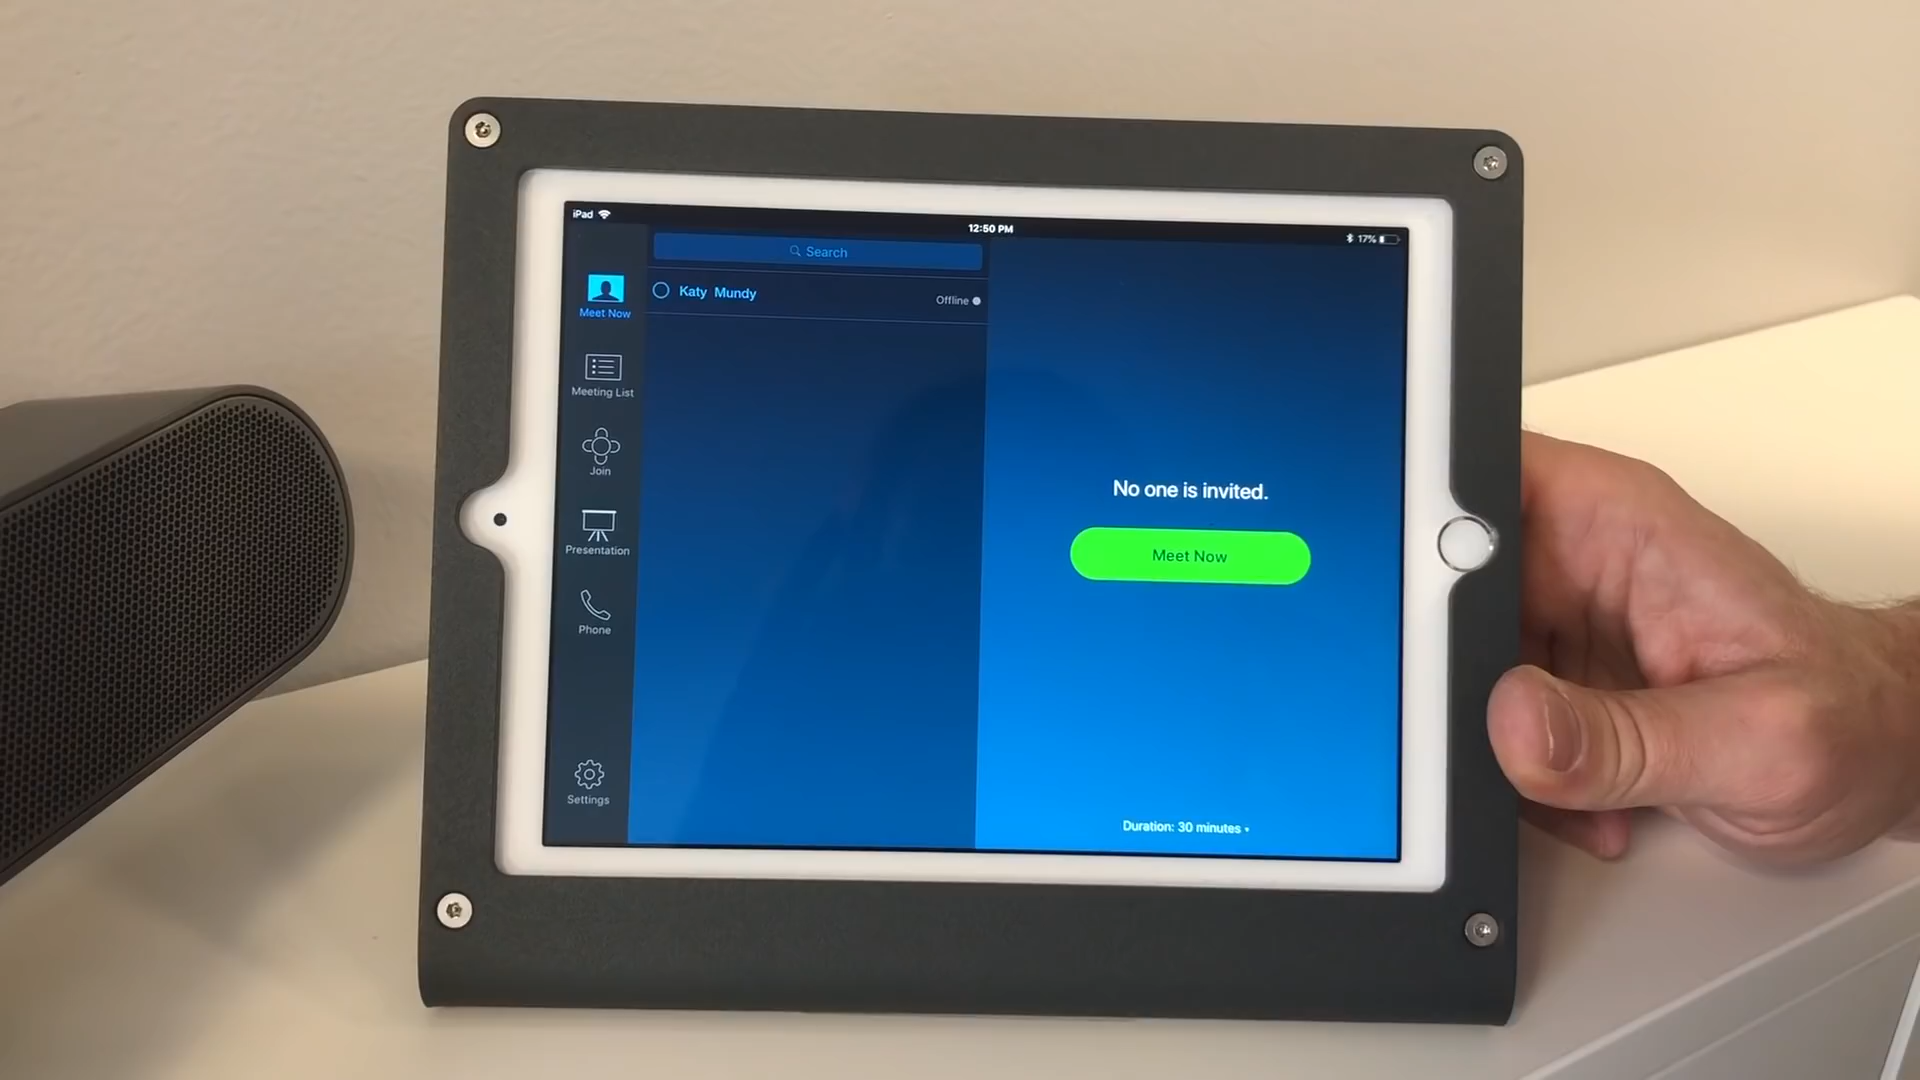 iPad
12:50 PM
17%
Search
Meet Now
Katy Mundy
Offline
Meeting List
Join
Presentation
Phone
Settings
No one is invited.
Meet Now
Duration: 30 minutes